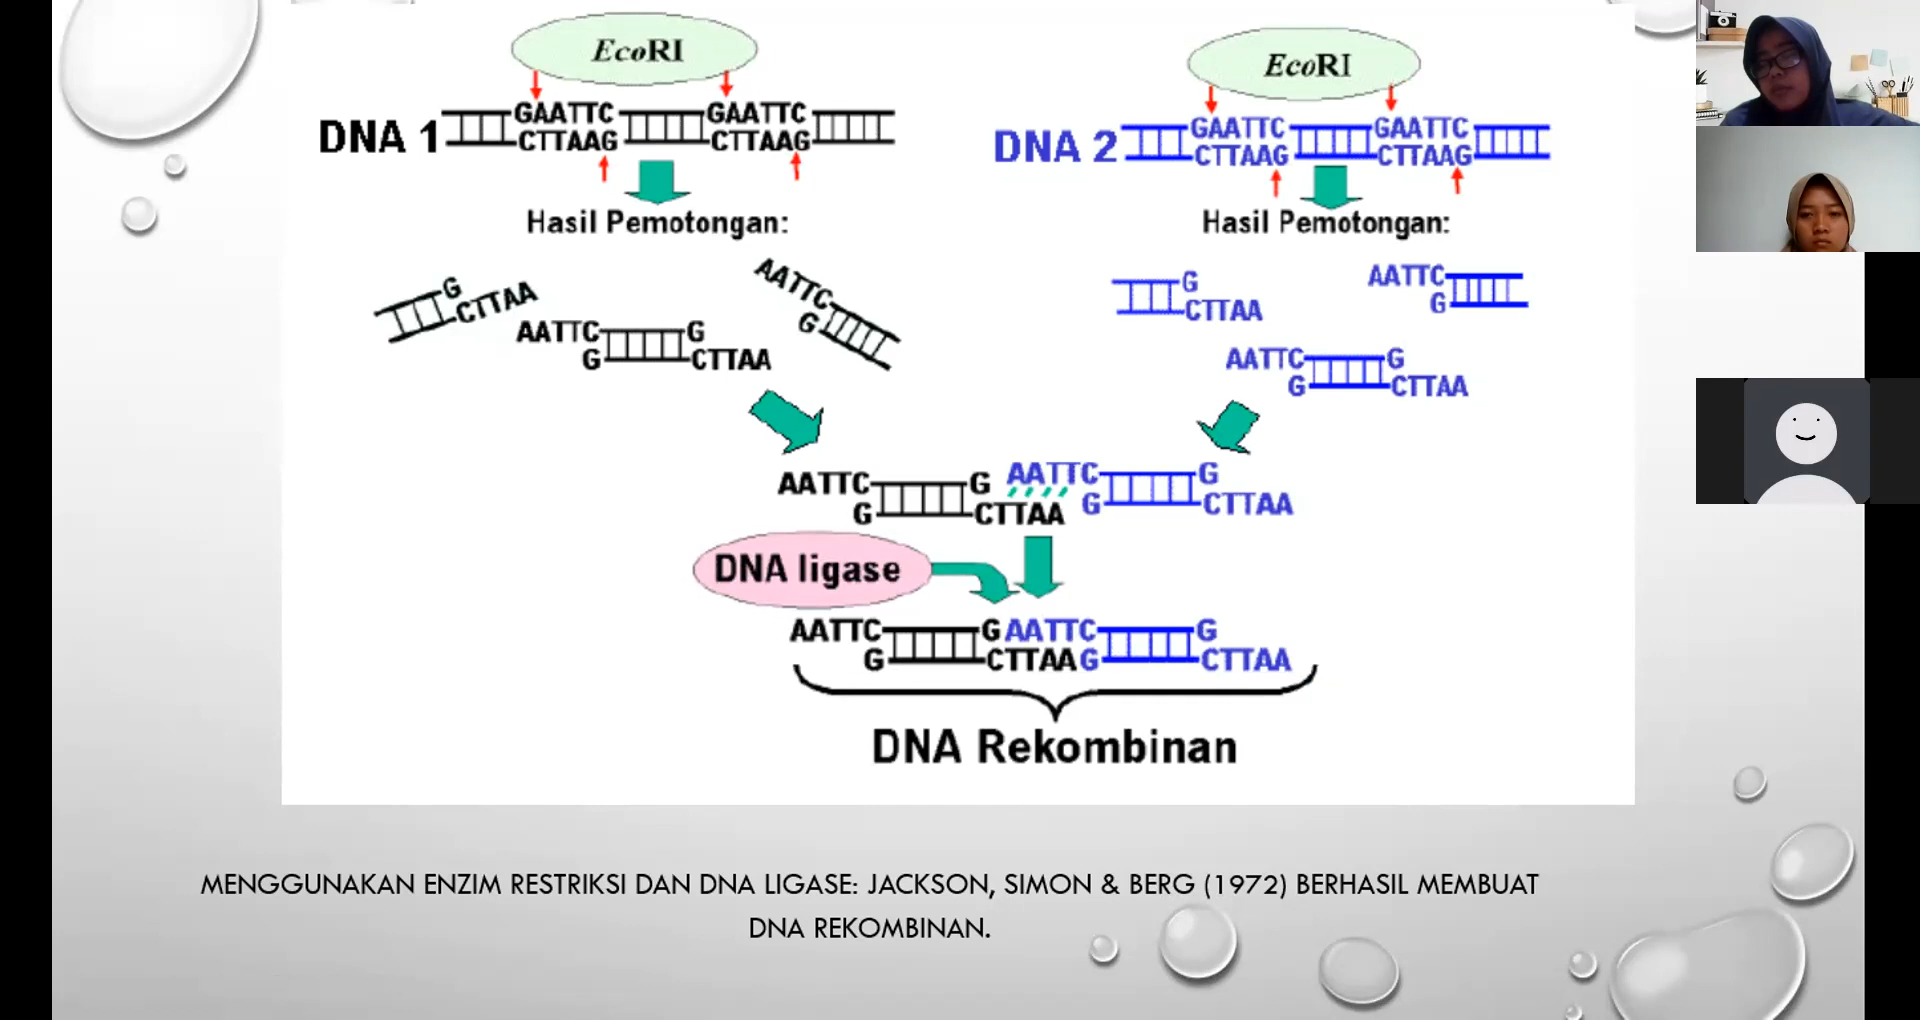 EcoRI
EcoRI
DNA 1
GAATTC
GAATTC
CTTAAG
CTTAAG
DNA 2
GAATTC
GAATTC
CTTAAG
CTTAAG
Hasil Pemotongan:
Hasil Pemotongan:
G
CTTAA
AATTC
G
AATTC
G
G
CTTAA
G
CTTAA
AATTC
G
AATTC
G
G
CTTAA
AATTC
G
AATTC
G
G
CTTAA
G
CTTAA
DNA ligase
AATTC
GAATTC
G
G
CTTAAG
CTTAA
DNA Rekombinan
MENGGUNAKAN ENZIM RESTRIKSI DAN DNA LIGASE: JACKSON, SIMON & BERG (1972) BERHASIL MEMBUAT
DNA REKOMBINAN.